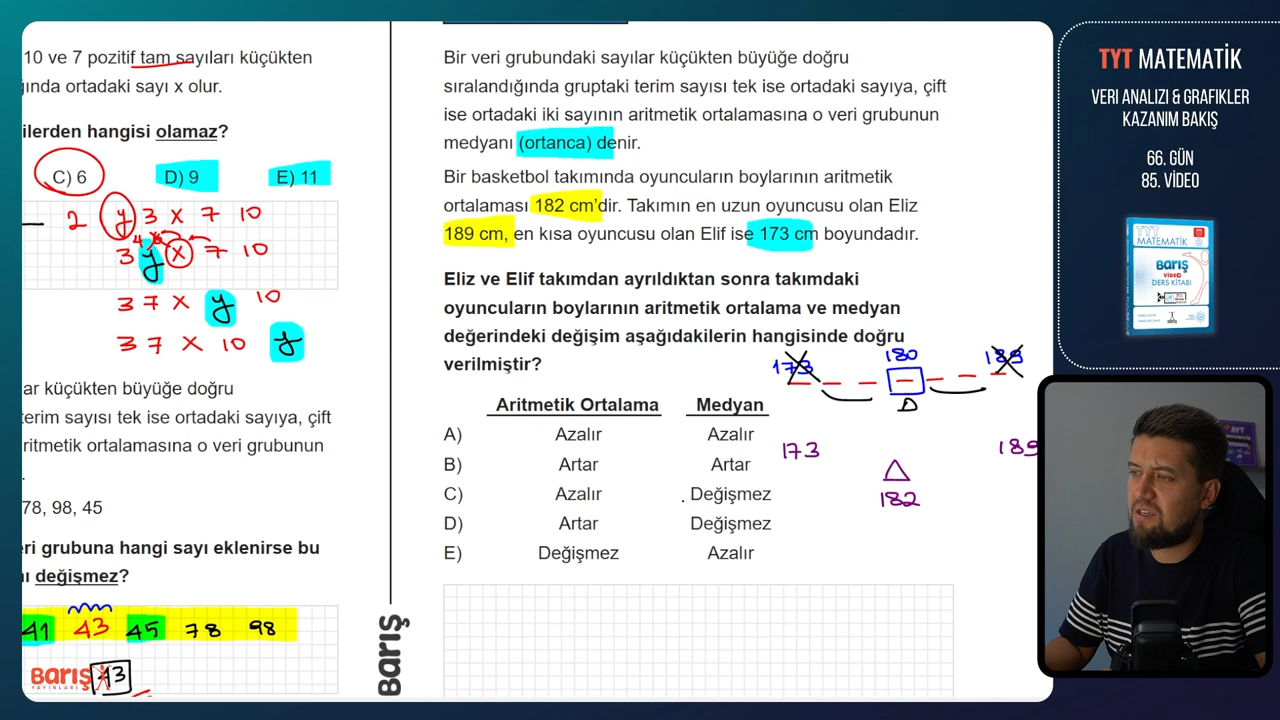 10 ve 7 pozitif tam sayıları küçükten
ında ortadaki sayı x olur.
ilerden hangisi olamaz?
C) 6 D) 9 E) 11
2 y 3 x 7 10
3 y x 7 10
3 7 x y 10
3 7 x 10 y
ar küçükten büyüğe doğru
terim sayısı tek ise ortadaki sayıya, çift
ritmetik ortalamasına o veri grubunun
78, 98, 45
eri grubuna hangi sayı eklenirse bu
ı değişmez?
41 43 45 78 98
BARIŞ
YAYINLARI
43
BARIŞ
Bir veri grubundaki sayılar küçükten büyüğe doğru
sıralandığında gruptaki terim sayısı tek ise ortadaki sayıya, çift
ise ortadaki iki sayının aritmetik ortalamasına o veri grubunun
medyanı (ortanca) denir.
Bir basketbol takımında oyuncuların boylarının aritmetik
ortalaması 182 cm'dir. Takımın en uzun oyuncusu olan Eliz
189 cm, en kısa oyuncusu olan Elif ise 173 cm boyundadır.
Eliz ve Elif takımdan ayrıldıktan sonra takımdaki
oyuncuların boylarının aritmetik ortalama ve medyan
değerindeki değişim aşağıdakilerin hangisinde doğru
verilmiştir?
173 180 189
D
Aritmetik Ortalama Medyan
A) Azalır Azalır
B) Artar Artar
C) Azalır Değişmez
D) Artar Değişmez
E) Değişmez Azalır
173 189
182
TYT MATEMATİK
VERI ANALIZI & GRAFIKLER
KAZANIM BAKIŞ
66. GÜN
85. VİDEO
TYT
MATEMATİK
BARIŞ
VİDEO
DERS KİTABI